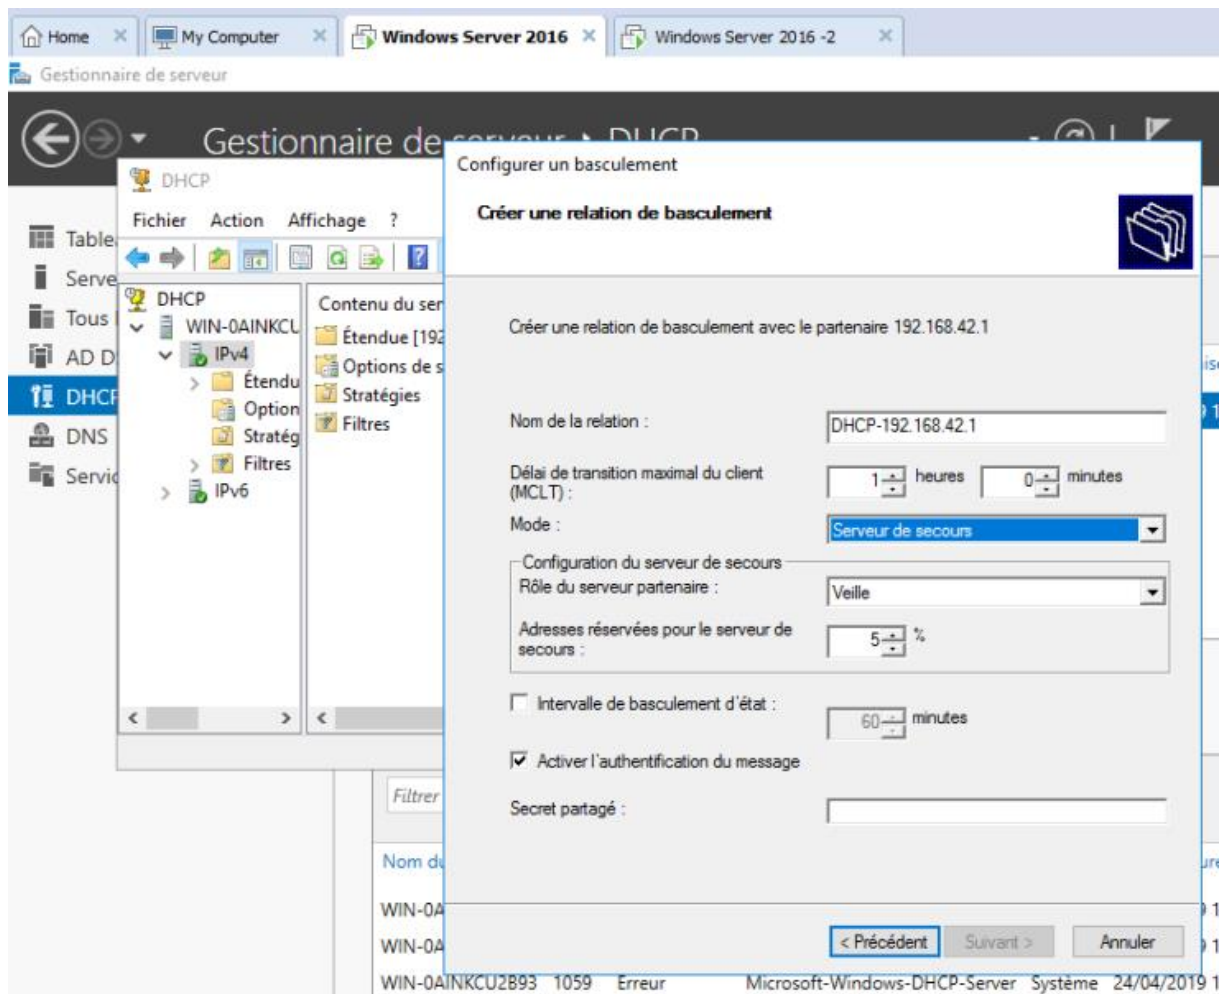 Home × My Computer × Windows Server 2016 × Windows Server 2016 -2 ×
Gestionnaire de serveur
Gestionnaire de serveur DHCP
DHCP
Fichier Action Affichage ?
DHCP
WIN-0AINKCU
IPv4
Étendu
Option
Stratég
Filtres
IPv6
Contenu du ser
Étendue [192
Options de s
Stratégies
Filtres
Table
Serve
Tous
AD D
DHCP
DNS
Servic
Configurer un basculement
Créer une relation de basculement
Créer une relation de basculement avec le partenaire 192.168.42.1
Nom de la relation : DHCP-192.168.42.1
Délai de transition maximal du client
(MCLT) : 1 heures 0 minutes
Mode : Serveur de secours
Configuration du serveur de secours
Rôle du serveur partenaire : Veille
Adresses réservées pour le serveur de
secours : 5 %
Intervalle de basculement d'état : 60 minutes
Activer l'authentification du message
Secret partagé :
< Précédent Suivant > Annuler
Filtrer
Nom du
WIN-0A
WIN-0A
WIN-0AINKCU2B93 1059 Erreur Microsoft-Windows-DHCP-Server Système 24/04/2019 1